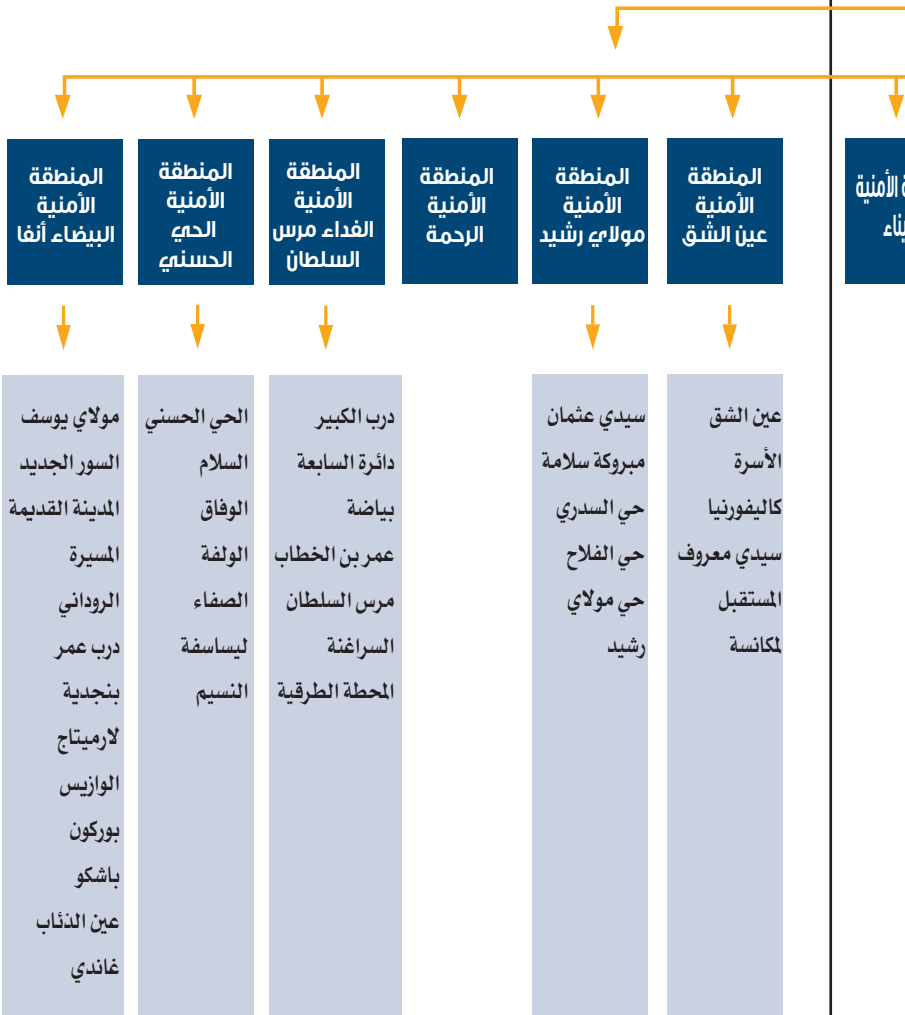 ة الأمنية
المنطقة
الأمنية
عين الشق
المنطقة
الأمنية
مولاي رشيد
المنطقة
الأمنية
الرحمة
المنطقة
الأمنية
الفداء مرس
السلطان
المنطقة
الأمنية
الحي
الحسني
المنطقة
الأمنية
البيضاء أنفا
عين الشق
الأسرة
كاليفورنيا
سيدي معروف
المستقبل
لمكانسة
سيدي عثمان
مبروكة سلامة
حي السدري
حي الفلاح
حي مولاي
رشيد
درب الكبير
دائرة السابعة
بياضة
عمر بن الخطاب
مرس السلطان
السراغنة
المحطة الطرقية
الحي الحسني
السلام
الوفاق
الولفة
الصفاء
ليساسفة
النسيم
مولاي يوسف
السور الجديد
المدينة القديمة
المسيرة
الروداني
درب عمر
بنجدية
لارميتاج
الوازيس
بوركون
باشكو
عين الذئاب
غاندي